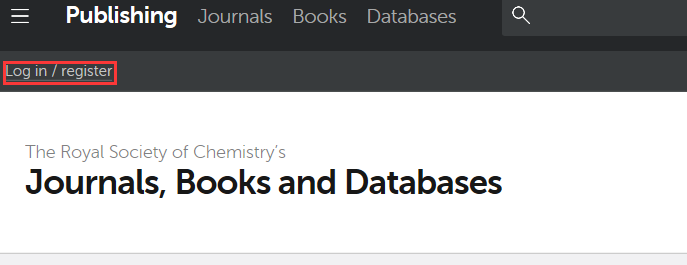 Publishing Journals Books Databases
Log in / register
The Royal Society of Chemistry's
Journals, Books and Databases